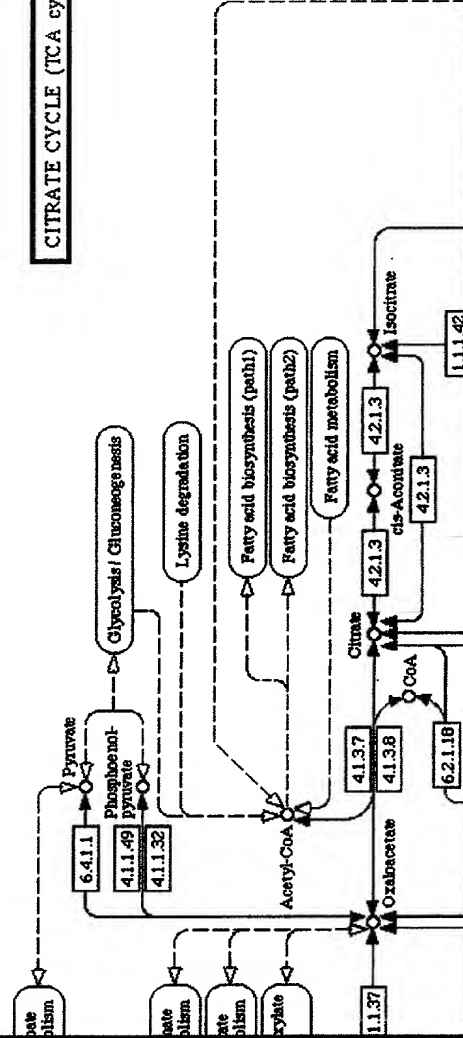 CITRATE CYCLE (TCA cy
Pyruvate
6.4.1.1
Glycolysis / Gluconeogenesis
Phosphoenol-
pyruvate
4.1.1.49
4.1.1.32
Lysine degradation
Fatty acid biosynthesis (path1)
Fatty acid biosynthesis (path2)
Acetyl-CoA
Fatty acid metabolism
xylate
4.1.3.7
Citrate
Oxaloacetate
4.1.3.8
CoA
4.2.1.3
cis-Aconitate
4.2.1.3
Isocitrate
1.1.37
4.2.1.3
6.2.1.18
1.1.1.42